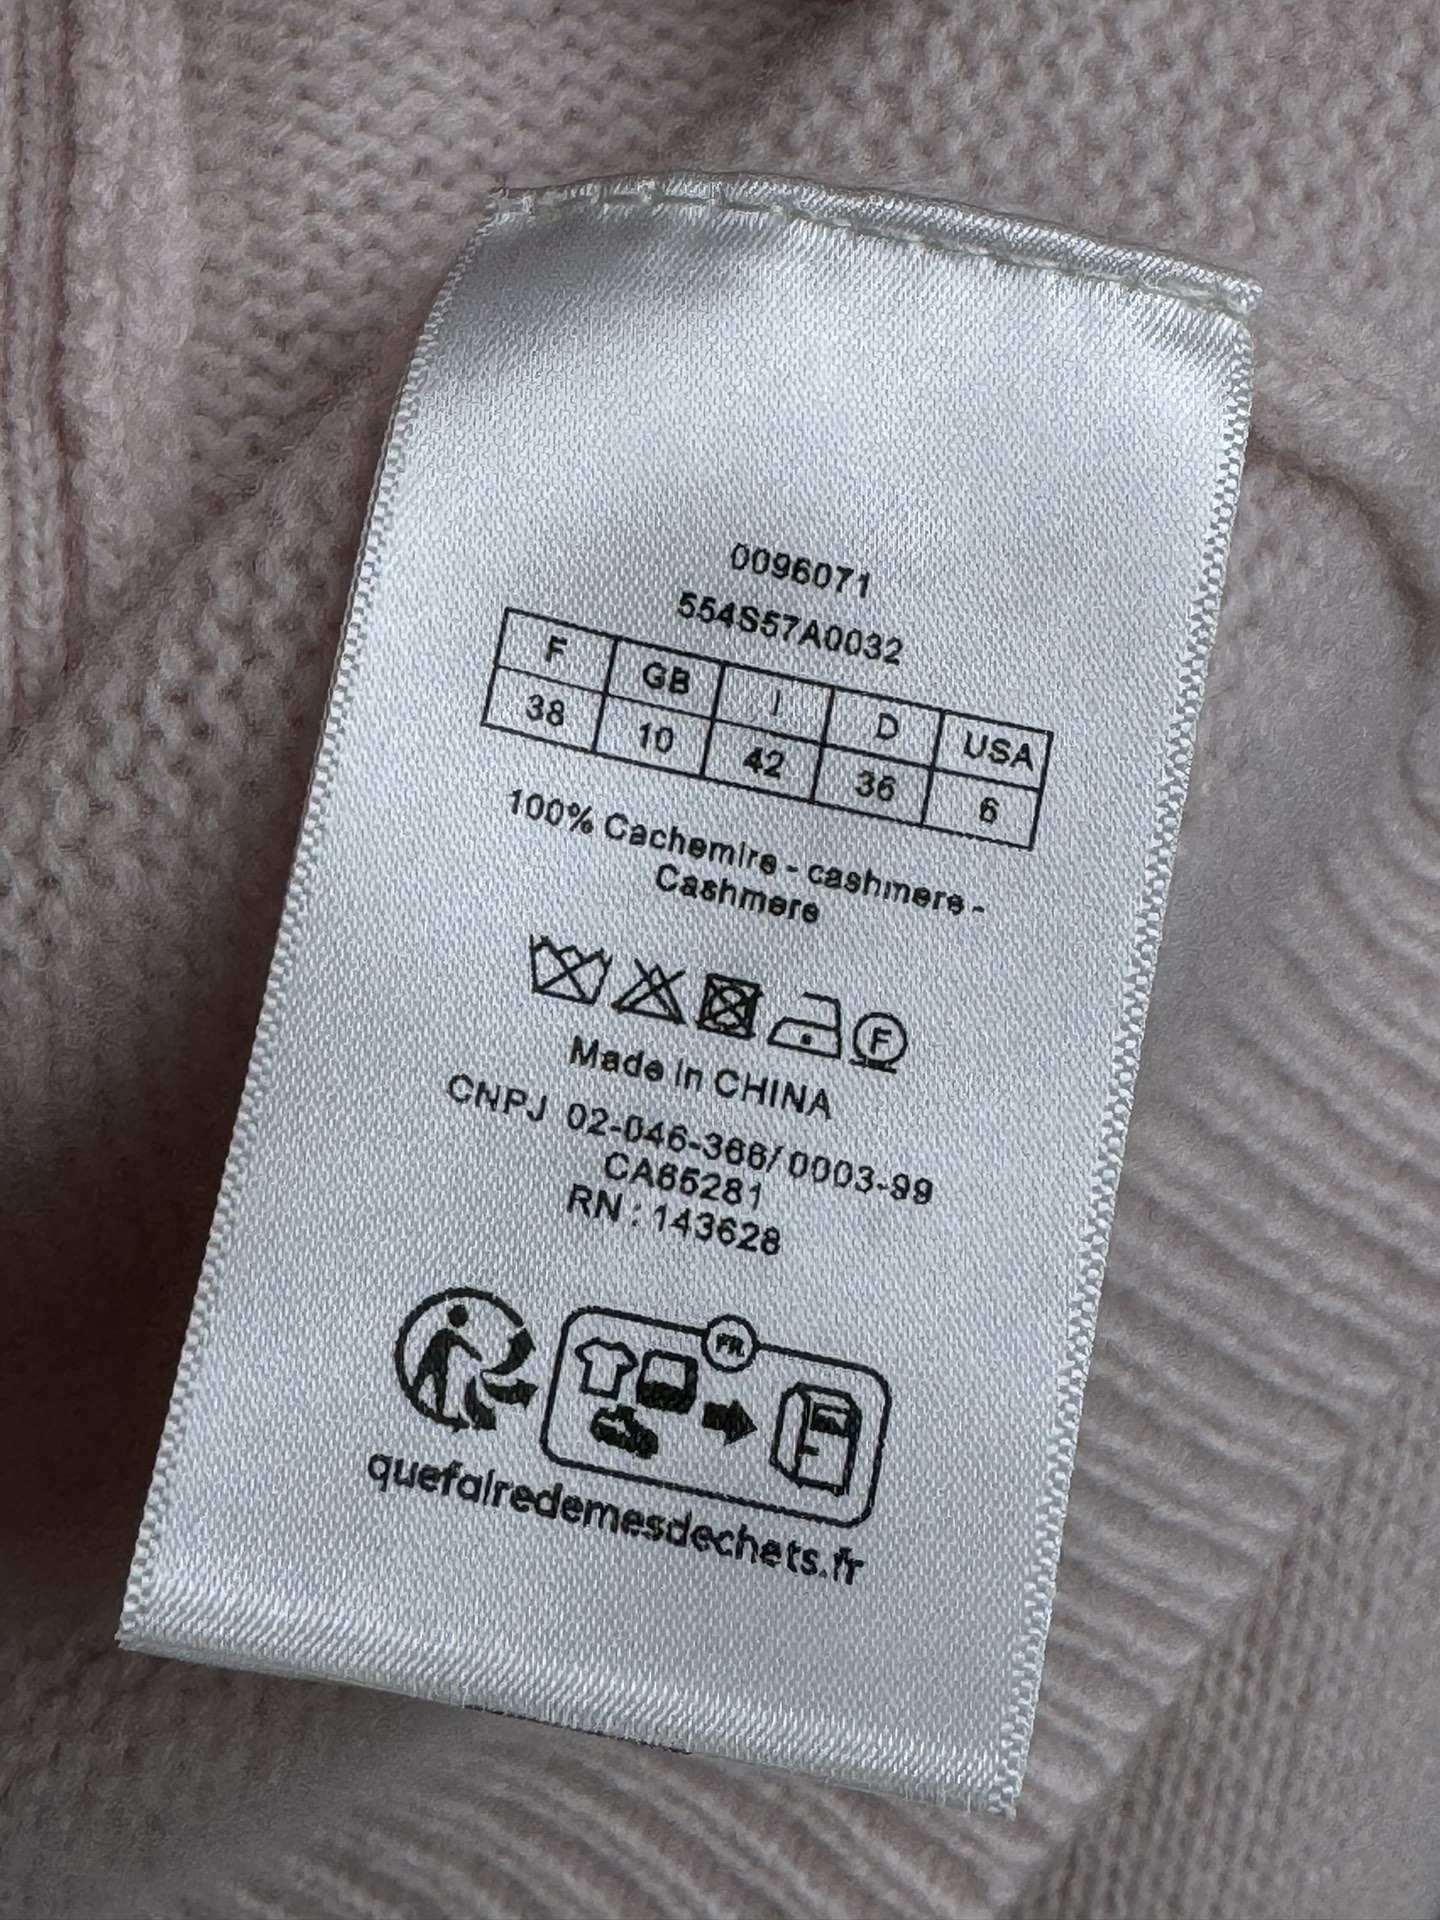 0096071
554S57A0032
F GB I D USA
38 10 42 36 6
100% Cachemire - cashmere -
Cashmere
F
Made in CHINA
CNPJ 02-046-366/0003-99
CA65281
RN : 143628
FR
quefairedemesdechets.fr